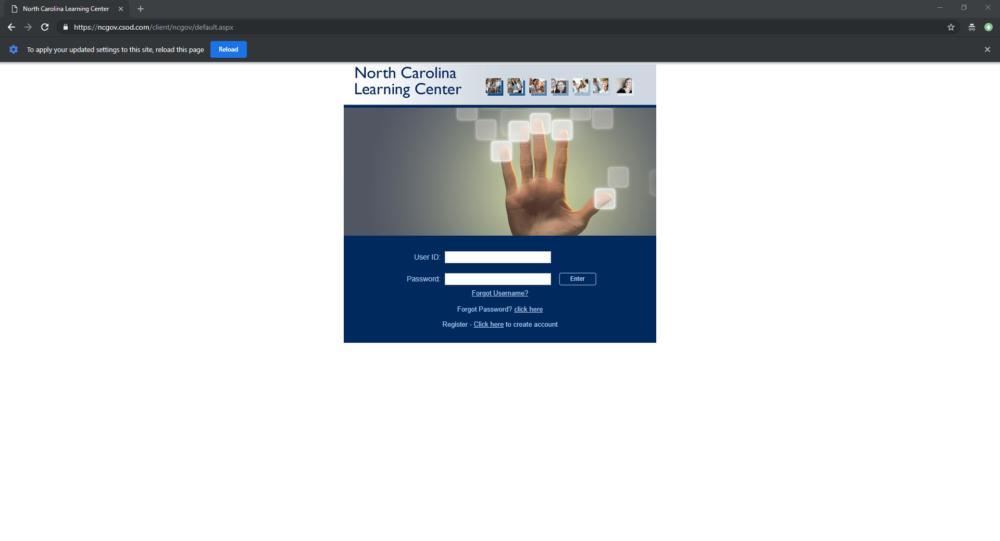 North Carolina Learning Center
https://ncgov.csod.com/client/ncgov/default.aspx
To apply your updated settings to this site, reload this page Reload
North Carolina
Learning Center
User ID:
Password: Enter
Forgot Username?
Forgot Password? click here
Register - Click here to create account